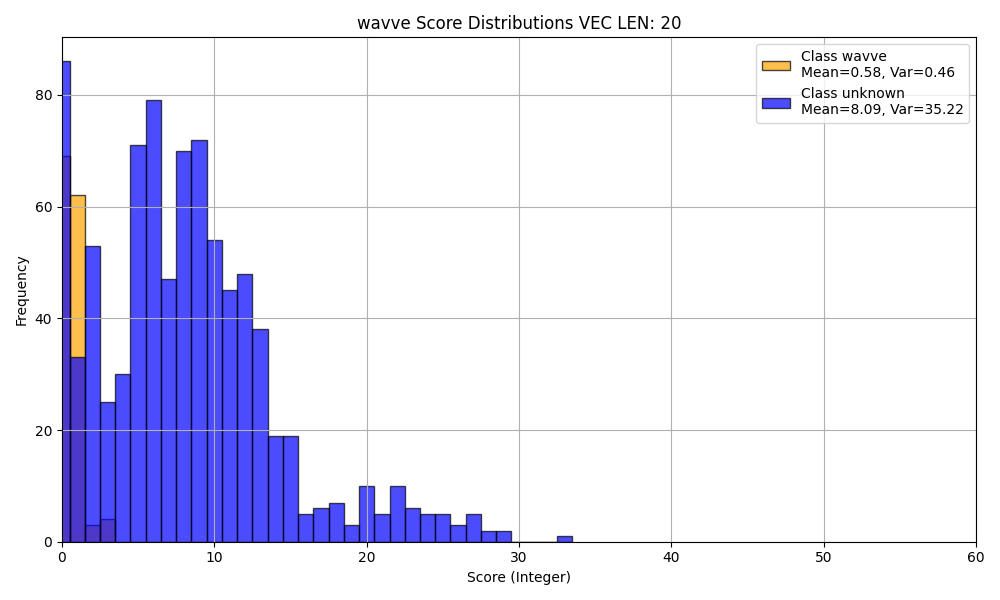 wavve Score Distributions VEC LEN: 20
Class wavve
Mean=0.58, Var=0.46
Class unknown
Mean=8.09, Var=35.22
Frequency
80
60
40
20
0
0 10 20 30 40 50 60
Score (Integer)